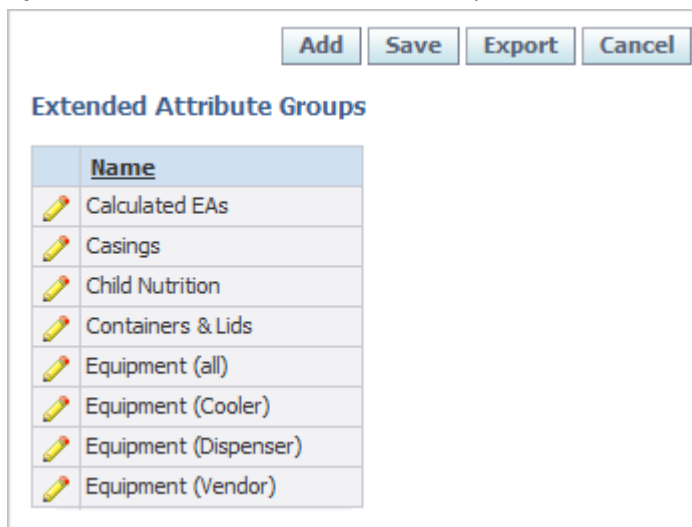 Add Save Export Cancel
Extended Attribute Groups
Name
Calculated EAs
Casings
Child Nutrition
Containers & Lids
Equipment (all)
Equipment (Cooler)
Equipment (Dispenser)
Equipment (Vendor)